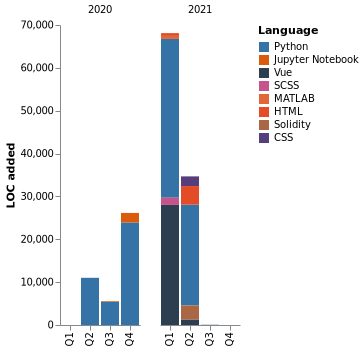 2020 2021
Language
Python
Jupyter Notebook
Vue
SCSS
MATLAB
HTML
Solidity
CSS
LOC added
70,000
60,000
50,000
40,000
30,000
20,000
10,000
0
Q1 Q2 Q3 Q4 Q1 Q2 Q3 Q4